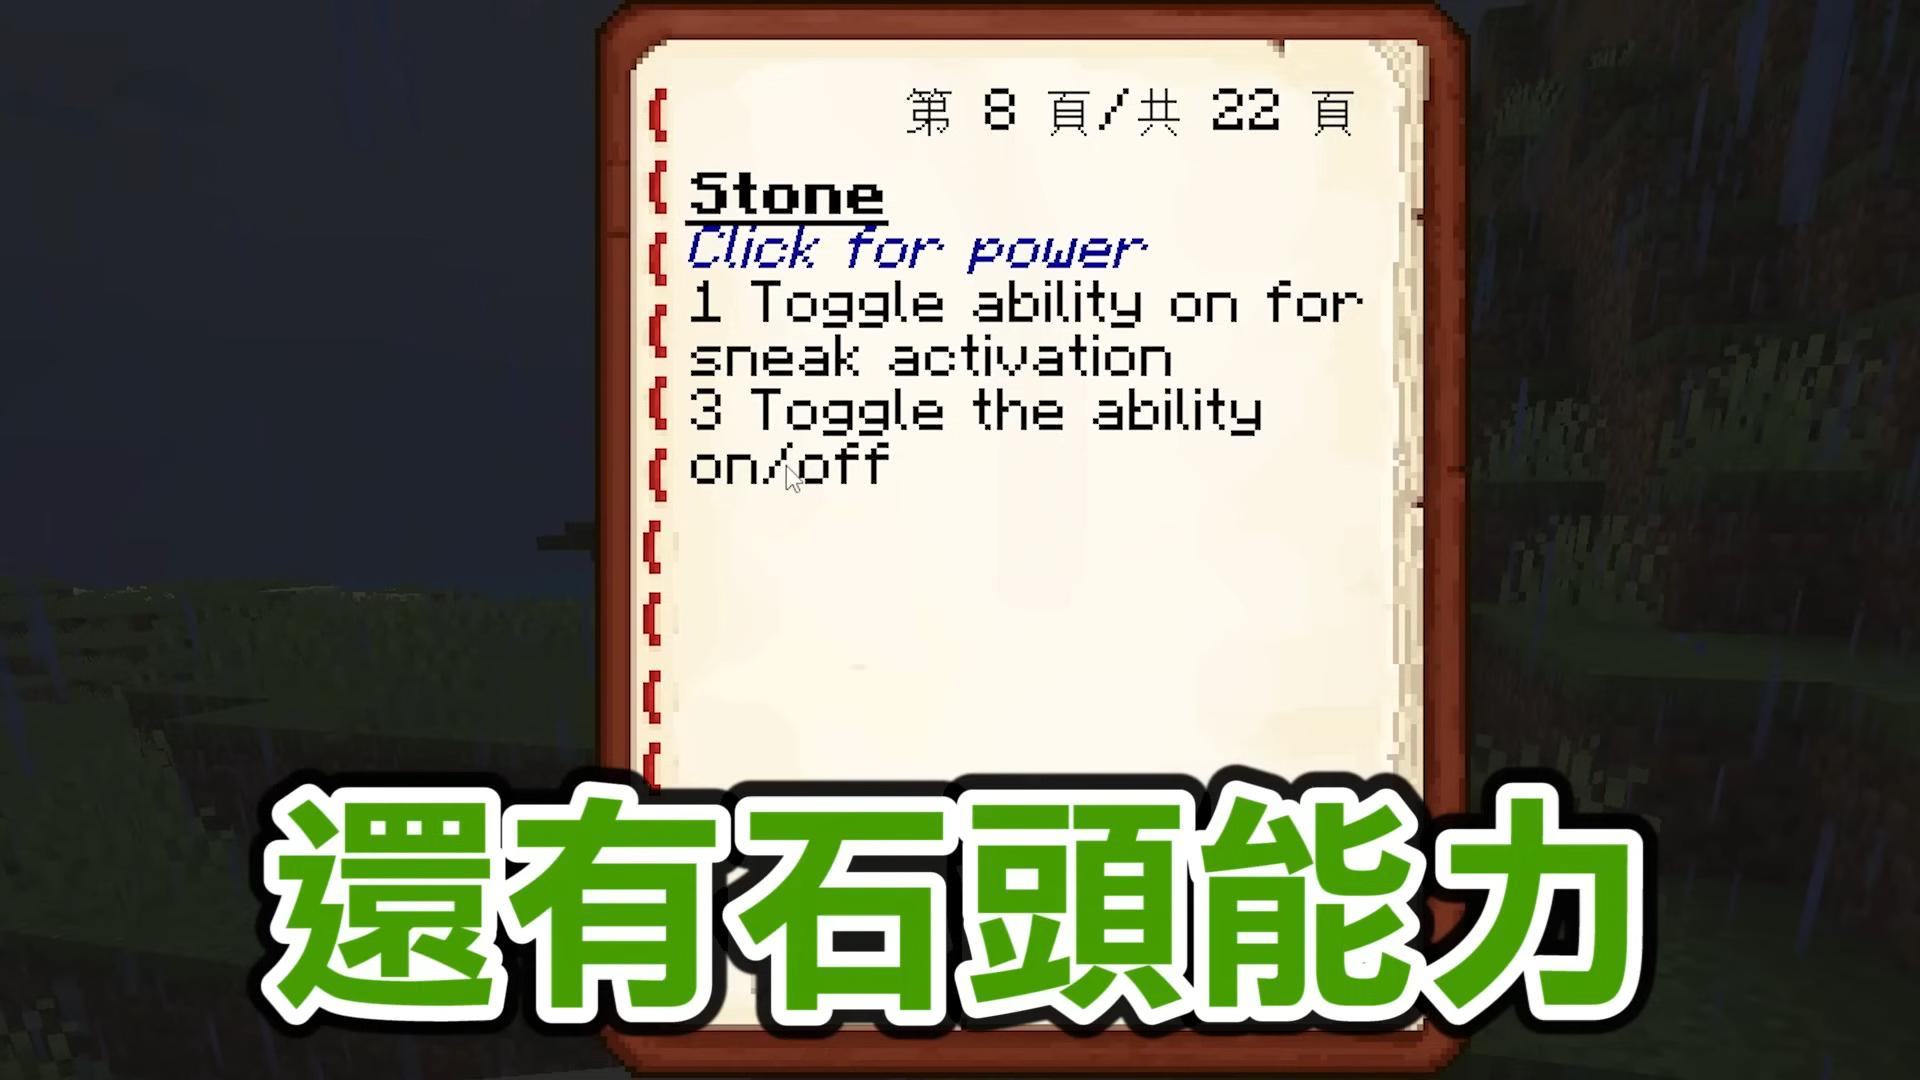 第 8 頁/共 22 頁
Stone
Click for power
1 Toggle ability on for
sneak activation
3 Toggle the ability
on/off
還有石頭能力